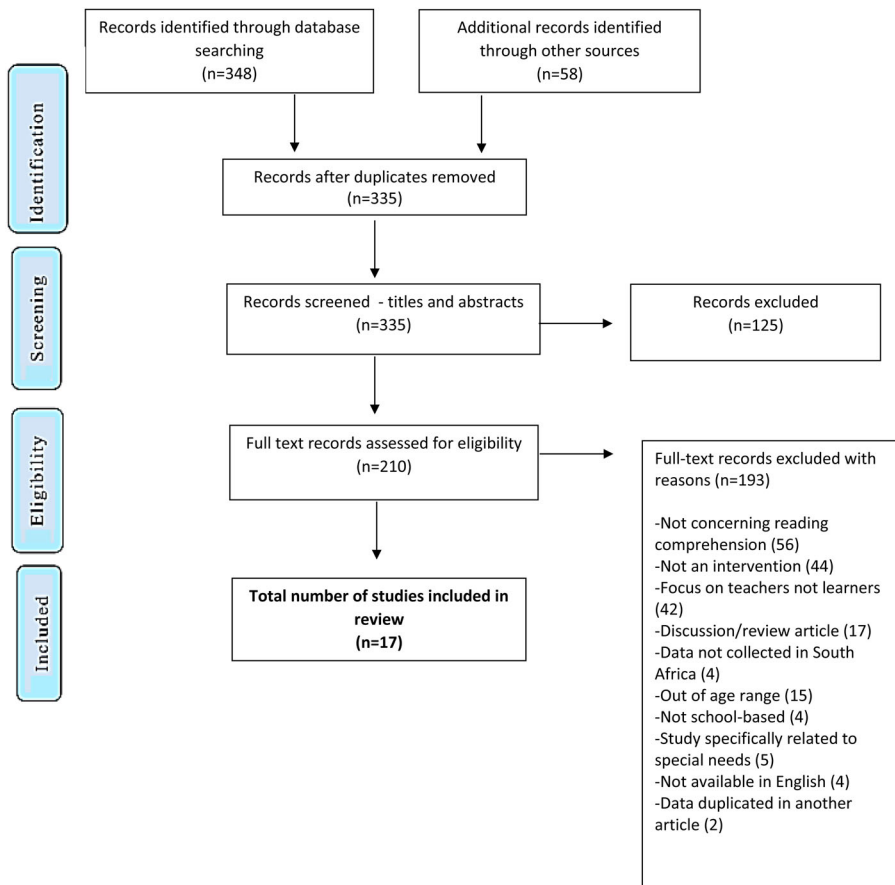 Records identified through database
searching
(n=348)
Additional records identified
through other sources
(n=58)
Identification
Records after duplicates removed
(n=335)
Screening
Records screened  - titles and abstracts
(n=335)
Records excluded
(n=125)
Eligibility
Full text records assessed for eligibility
(n=210)
Full-text records excluded with
reasons (n=193)
-Not concerning reading
comprehension (56)
-Not an intervention (44)
-Focus on teachers not learners
(42)
-Discussion/review article (17)
-Data not collected in South
Africa (4)
-Out of age range (15)
-Not school-based (4)
-Study specifically related to
special needs (5)
-Not available in English (4)
-Data duplicated in another
article (2)
Included
Total number of studies included in
review
(n=17)